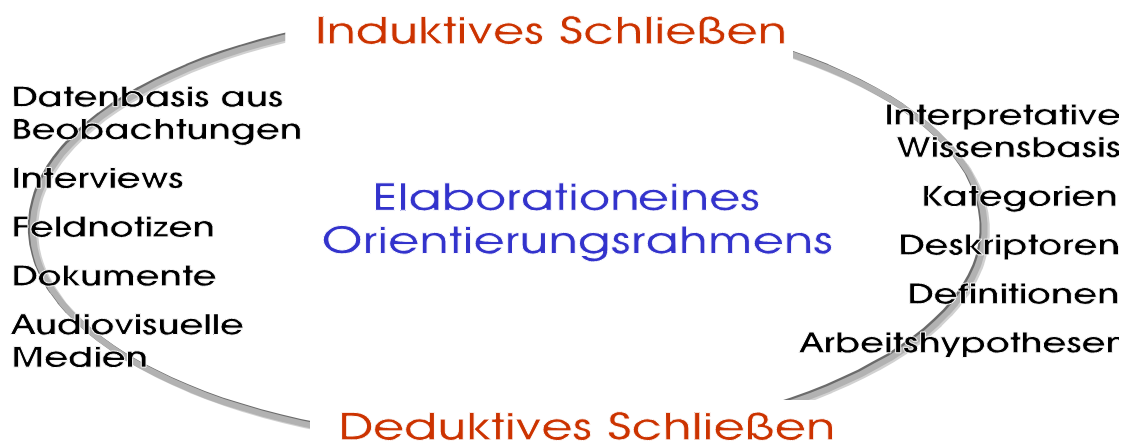 Induktives Schließen
Datenbasis aus
Beobachtungen
Interviews
Feldnotizen
Dokumente
Audiovisuelle
Medien
Elaborationeines
Orientierungsrahmens
Interpretative
Wissensbasis
Kategorien
Deskriptoren
Definitionen
Arbeitshypothesen
Deduktives Schließen